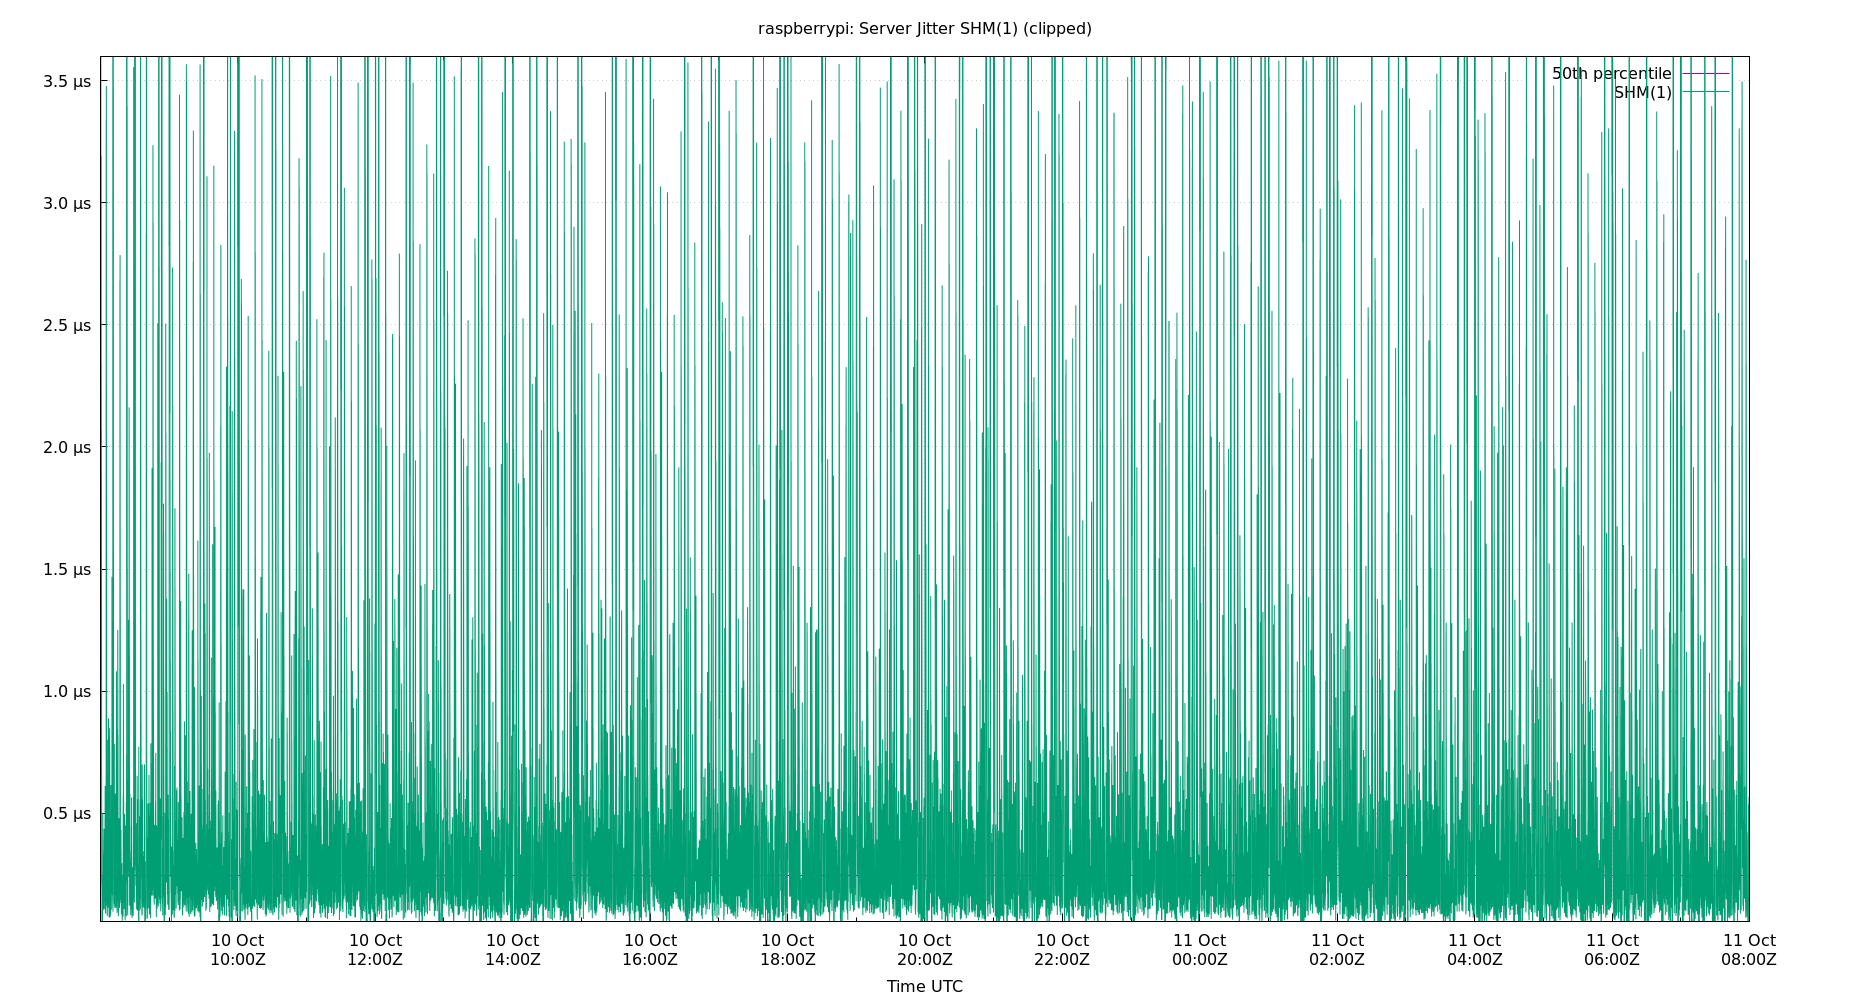 raspberrypi: Server Jitter SHM(1) (clipped)
50th percentile
SHM(1)
3.5 µs
3.0 µs
2.5 µs
2.0 µs
1.5 µs
1.0 µs
0.5 µs
10 Oct 10 Oct 10 Oct 10 Oct 10 Oct 10 Oct 10 Oct 11 Oct 11 Oct 11 Oct 11 Oct 11 Oct
10:00Z 12:00Z 14:00Z 16:00Z 18:00Z 20:00Z 22:00Z 00:00Z 02:00Z 04:00Z 06:00Z 08:00Z
Time UTC